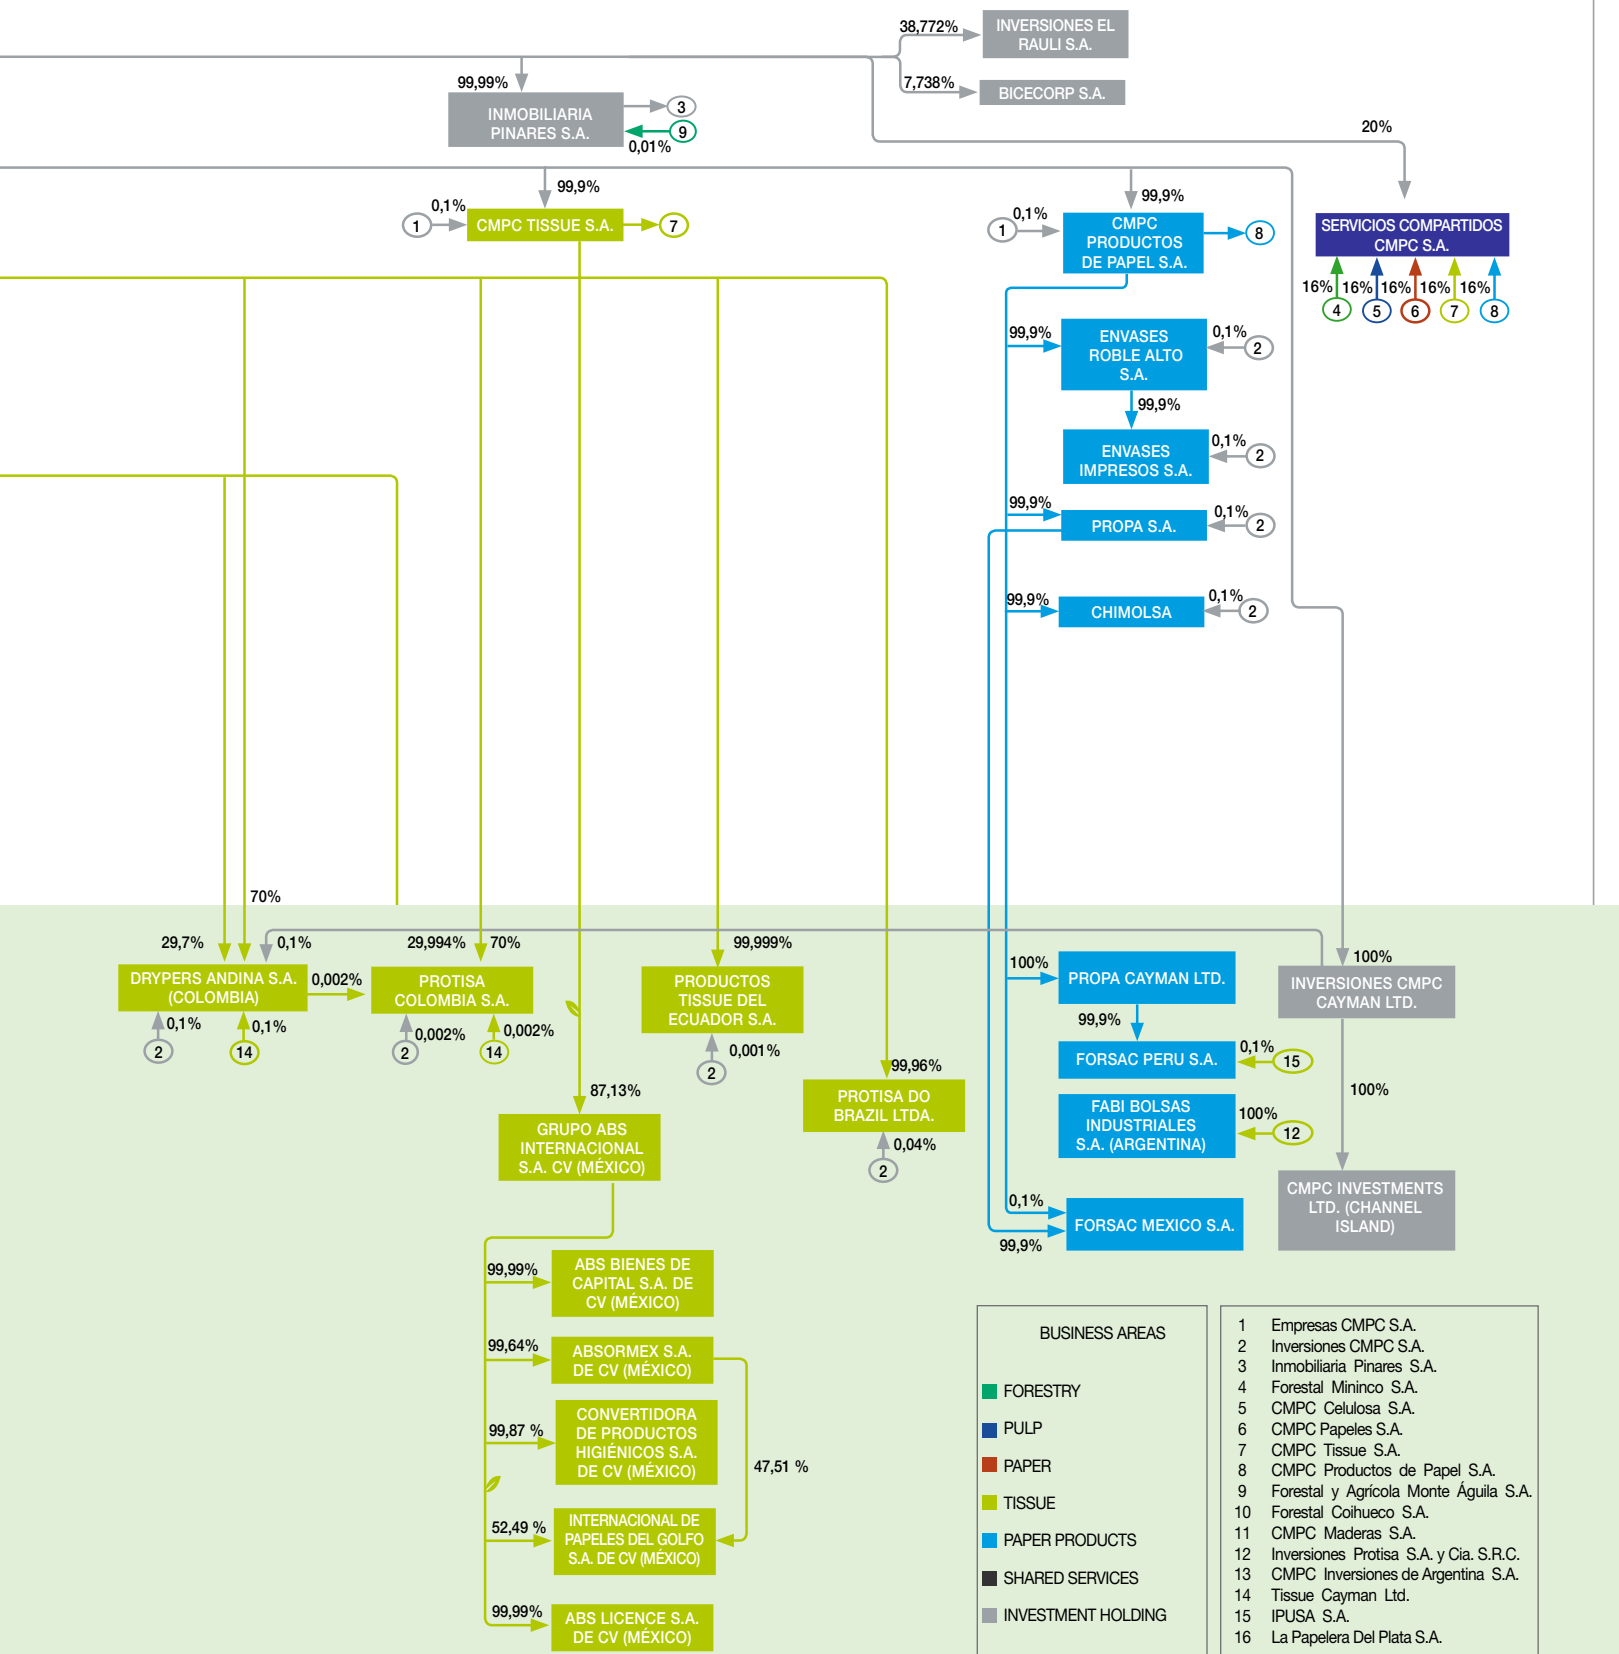 38,772%
INVERSIONES EL
RAULI S.A.
7,738%
BICECORP S.A.
99,99%
INMOBILIARIA
PINARES S.A.
3
9
0,01%
20%
99,9%
0,1%
1
CMPC TISSUE S.A.
7
99,9%
0,1%
1
CMPC
PRODUCTOS
DE PAPEL S.A.
8
SERVICIOS COMPARTIDOS
CMPC S.A.
16% 16% 16% 16% 16%
4 5 6 7 8
99,9%
ENVASES
ROBLE ALTO
S.A.
0,1%
2
99,9%
ENVASES
IMPRESOS S.A.
0,1%
2
99,9%
PROPA S.A.
0,1%
2
99,9%
CHIMOLSA
0,1%
2
70%
29,7%
0,1%
DRYPERS ANDINA S.A.
(COLOMBIA)
0,1%
2
0,1%
14
0,002%
29,994%
70%
PROTISA
COLOMBIA S.A.
0,002%
2
0,002%
14
99,999%
PRODUCTOS
TISSUE DEL
ECUADOR S.A.
0,001%
2
99,96%
PROTISA DO
BRAZIL LTDA.
0,04%
2
87,13%
GRUPO ABS
INTERNACIONAL
S.A. CV (MÉXICO)
99,99%
ABS BIENES DE
CAPITAL S.A. DE
CV (MÉXICO)
99,64%
ABSORMEX S.A.
DE CV (MÉXICO)
99,87 %
CONVERTIDORA
DE PRODUCTOS
HIGIÉNICOS S.A.
DE CV (MÉXICO)
47,51 %
52,49 %
INTERNACIONAL DE
PAPELES DEL GOLFO
S.A. DE CV (MÉXICO)
99,99%
ABS LICENCE S.A.
DE CV (MÉXICO)
100%
PROPA CAYMAN LTD.
99,9%
FORSAC PERU S.A.
0,1%
15
FABI BOLSAS
INDUSTRIALES
S.A. (ARGENTINA)
100%
12
0,1%
FORSAC MEXICO S.A.
99,9%
100%
INVERSIONES CMPC
CAYMAN LTD.
100%
CMPC INVESTMENTS
LTD. (CHANNEL
ISLAND)
BUSINESS AREAS
FORESTRY
PULP
PAPER
TISSUE
PAPER PRODUCTS
SHARED SERVICES
INVESTMENT HOLDING
1 Empresas CMPC S.A.
2 Inversiones CMPC S.A.
3 Inmobiliaria Pinares S.A.
4 Forestal Mininco S.A.
5 CMPC Celulosa S.A.
6 CMPC Papeles S.A.
7 CMPC Tissue S.A.
8 CMPC Productos de Papel S.A.
9 Forestal y Agrícola Monte Águila S.A.
10 Forestal Coihueco S.A.
11 CMPC Maderas S.A.
12 Inversiones Protisa S.A. y Cia. S.R.C.
13 CMPC Inversiones de Argentina S.A.
14 Tissue Cayman Ltd.
15 IPUSA S.A.
16 La Papelera Del Plata S.A.